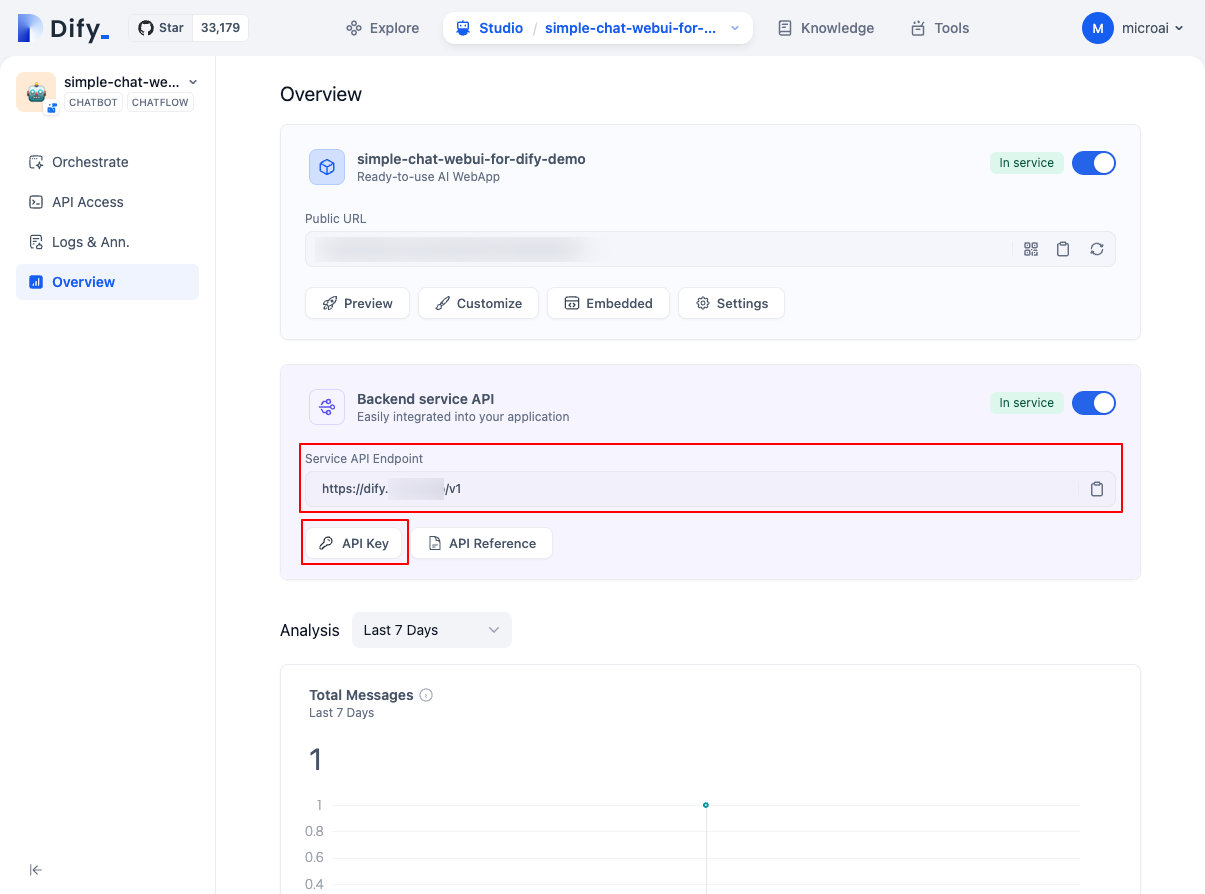 Dify_
Star 33,179
Explore
Studio / simple-chat-webui-for-...
Knowledge
Tools
M microai
simple-chat-we...
CHATBOT CHATFLOW
Orchestrate
API Access
Logs & Ann.
Overview
Overview
simple-chat-webui-for-dify-demo
Ready-to-use AI WebApp
In service
Public URL
Preview Customize Embedded Settings
Backend service API
Easily integrated into your application
In service
Service API Endpoint
https://dify. /v1
API Key API Reference
Analysis Last 7 Days
Total Messages
Last 7 Days
1
1
0.8
0.6
0.4